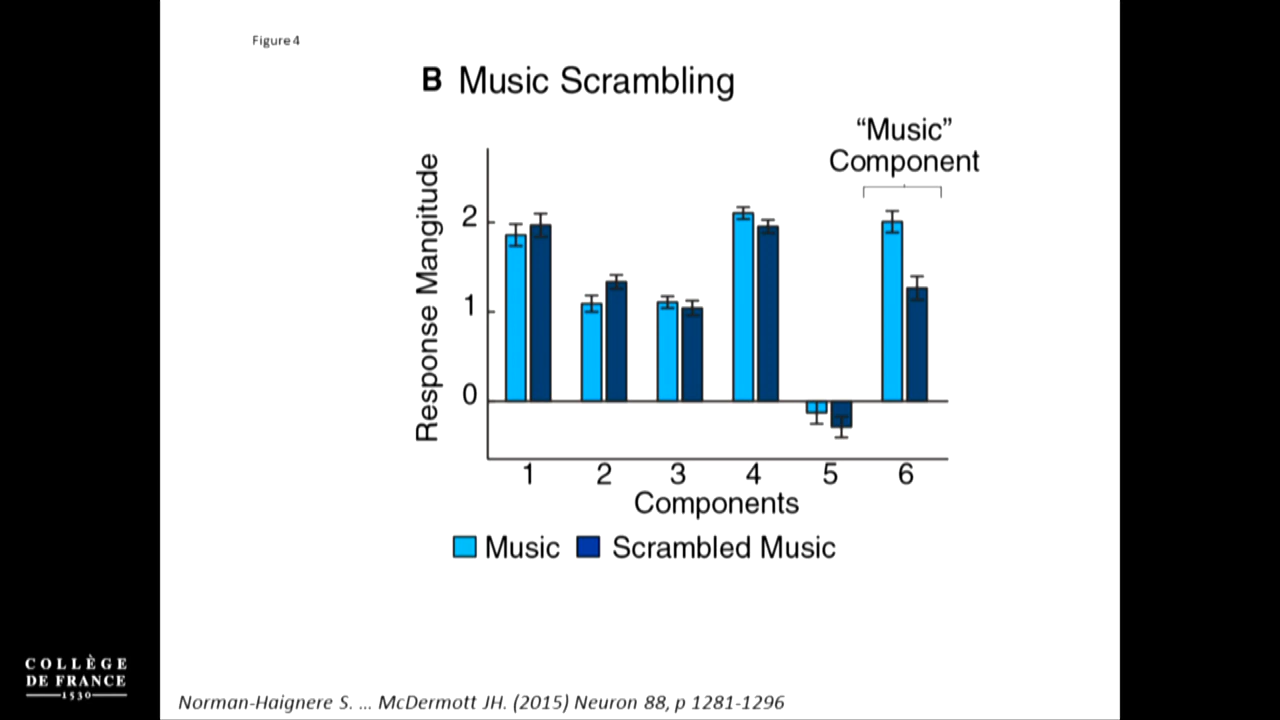 Figure 4
B Music Scrambling
“Music”
Component
Response Mangitude
2
1
0
1 2 3 4 5 6
Components
Music Scrambled Music
COLLÈGE
DE FRANCE
1530
Norman-Haignere S. ... McDermott JH. (2015) Neuron 88, p 1281-1296